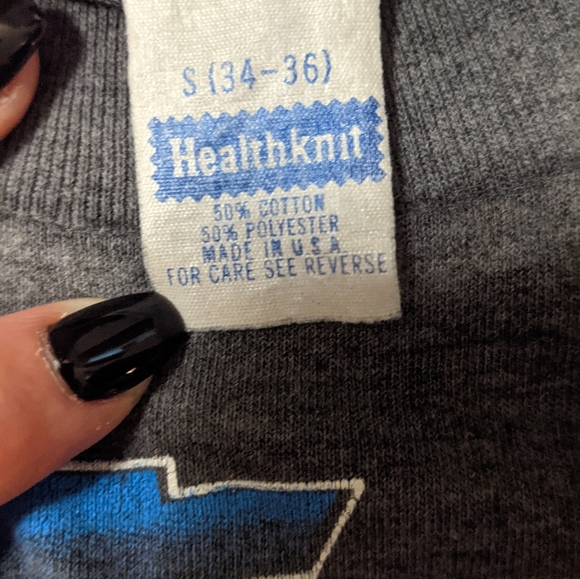 S (34-36)
Healthknit
50% COTTON
50% POLYESTER
MADE IN U.S.A.
FOR CARE SEE REVERSE